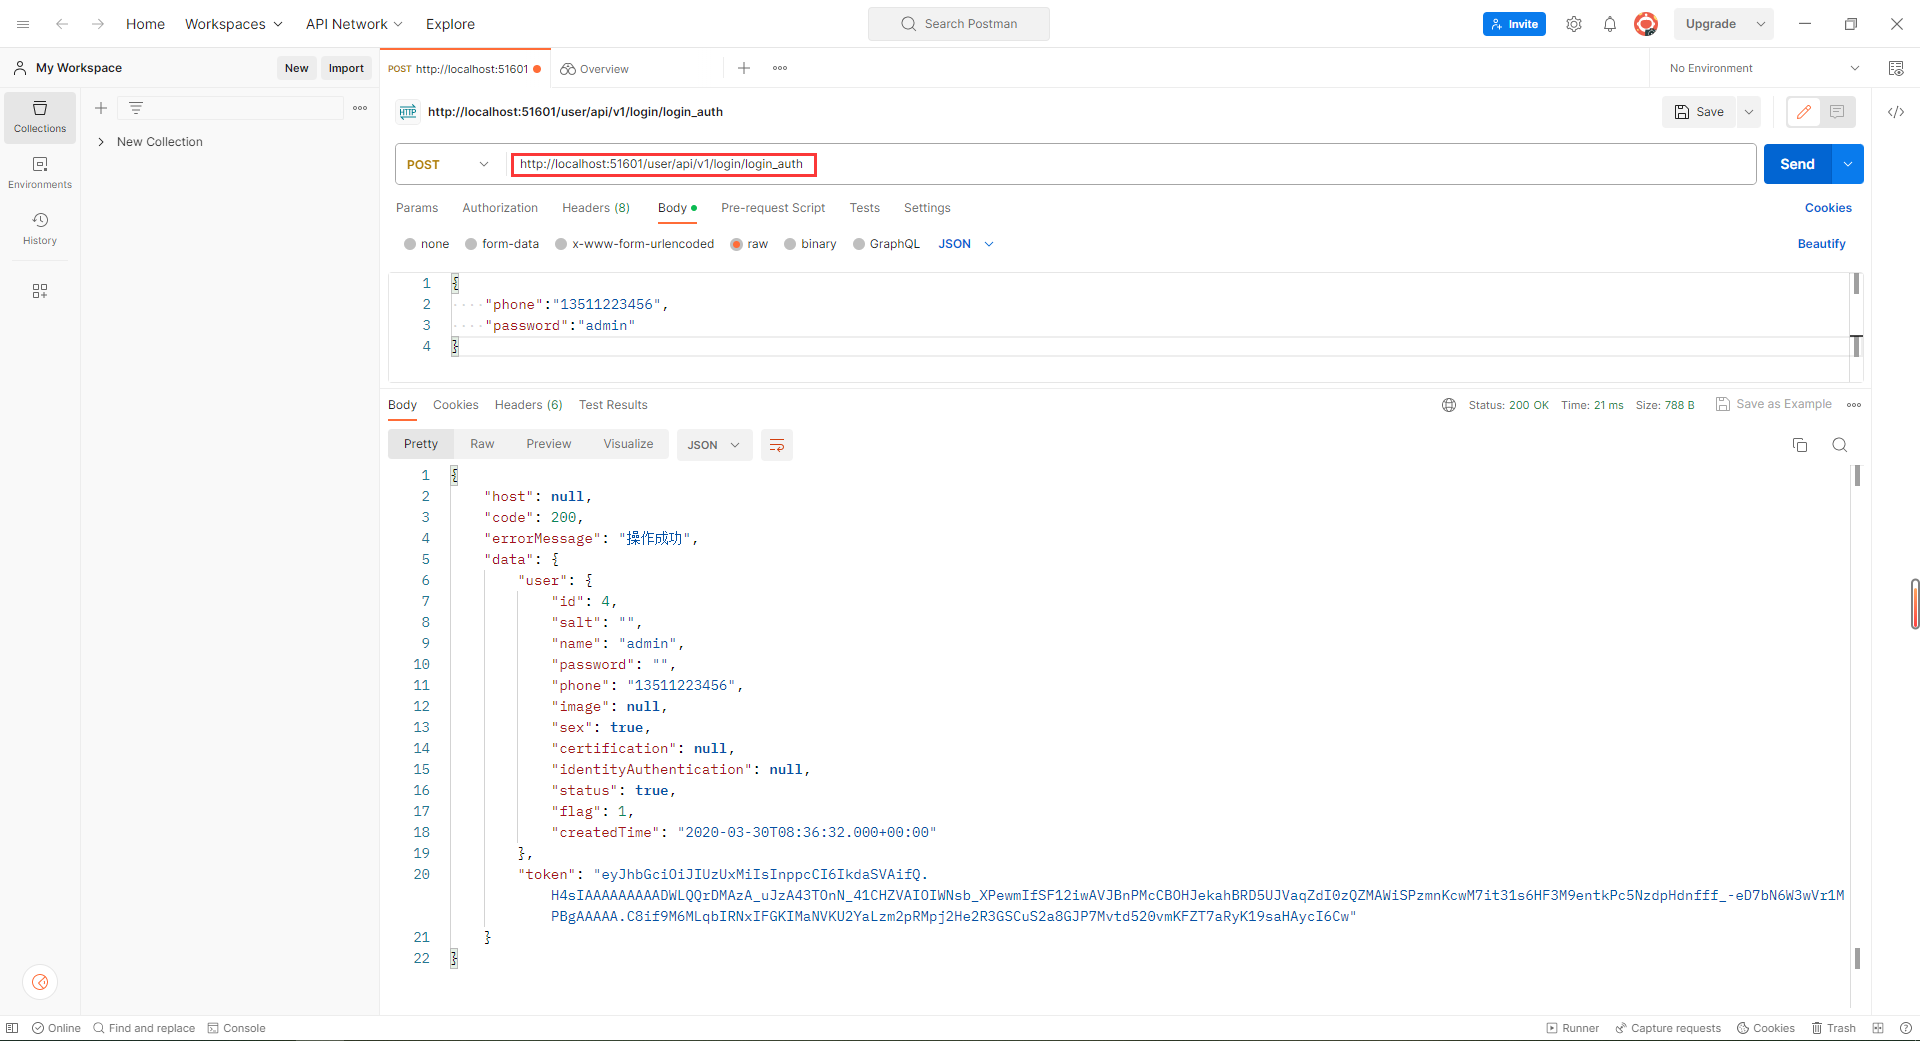 Home Workspaces API Network Explore Search Postman Invite Upgrade
My Workspace New Import POST http://localhost:51601 Overview No Environment
Collections
Environments
History
New Collection
HTTP http://localhost:51601/user/api/v1/login/login_auth Save
POST http://localhost:51601/user/api/v1/login/login_auth Send
Params Authorization Headers (8) Body Pre-request Script Tests Settings Cookies
none form-data x-www-form-urlencoded raw binary GraphQL JSON Beautify
1 {
2 "phone":"13511223456",
3 "password":"admin"
4 }
Body Cookies Headers (6) Test Results Status: 200 OK Time: 21 ms Size: 788 B Save as Example
Pretty Raw Preview Visualize JSON
1 {
2 "host": null,
3 "code": 200,
4 "errorMessage": "操作成功",
5 "data": {
6 "user": {
7 "id": 4,
8 "salt": "",
9 "name": "admin",
10 "password": "",
11 "phone": "13511223456",
12 "image": null,
13 "sex": true,
14 "certification": null,
15 "identityAuthentication": null,
16 "status": true,
17 "flag": 1,
18 "createdTime": "2020-03-30T08:36:32.000+00:00"
19 },
20 "token": "eyJhbGciOiJIUzUxMiIsInppcCI6IkdaSVAifQ.
H4sIAAAAAAAAADWLQQrDMAzA_uJzA43TOnN_41CHZVAIOIWNsb_XPewmIfSF12iwAVJBnPMcCBOHJekahBRD5UJVaqZdI0zQZMAWiSPzmnKcwM7it31s6HF3M9entkPc5NzdpHdnfff_-eD7bN6W3wVr1M
PBgAAAAA.C8if9M6MLqbIRNxIFGKIMaNVKU2YaLzm2pRMpj2He2R3GSCuS2a8GJP7Mvtd520vmKFZT7aRyK19saHAycI6Cw"
21 }
22 }
Online Find and replace Console Runner Capture requests Cookies Trash